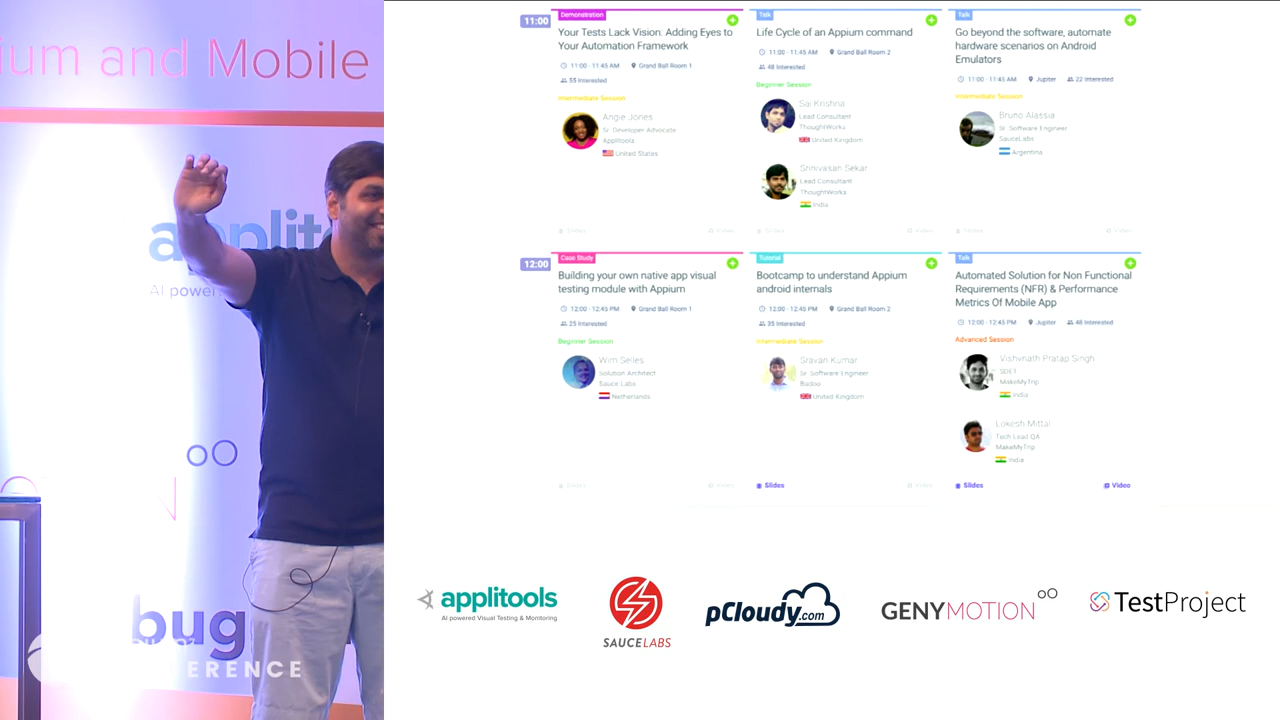 ium and Mobile
applit
AI power
bug
ERENCE
11:00
Demonstration
Your Tests Lack Vision. Adding Eyes to
Your Automation Framework
11:00 - 11:45 AM Grand Ball Room 1
55 Interested
Intermediate Session
Angie Jones
Sr. Developer Advocate
Applitools
United States
Slides Video
Talk
Life Cycle of an Appium command
11:00 - 11:45 AM Grand Ball Room 2
48 Interested
Beginner Session
Sai Krishna
Lead Consultant
ThoughtWorks
United Kingdom
Shrivasan Sekar
Lead Consultant
ThoughtWorks
India
Slides Video
Talk
Go beyond the software, automate
hardware scenarios on Android
Emulators
11:00 - 11:45 AM Jupiter 22 Interested
Intermediate Session
Bruno Alassia
Sr. Software Engineer
SauceLabs
Argentina
Slides Video
12:00
Case Study
Building your own native app visual
testing module with Appium
12:00 - 12:45 PM Grand Ball Room 1
25 Interested
Beginner Session
Wim Selles
Solution Architect
Sauce Labs
Netherlands
Slides Video
Tutorial
Bootcamp to understand Appium
android internals
12:00 - 12:45 PM Grand Ball Room 2
35 Interested
Intermediate Session
Sravan Kumar
Sr. Software Engineer
Badoo
United Kingdom
Slides Video
Talk
Automated Solution for Non Functional
Requirements (NFR) & Performance
Metrics Of Mobile App
12:00 - 12:45 PM Jupiter 48 Interested
Advanced Session
Vishvnath Pratap Singh
SDET
MakeMyTrip
India
Lokesh Mittal
Tech Lead QA
MakeMyTrip
India
Slides Video
applitools
AI powered Visual Testing & Monitoring
SAUCELABS
pCloudy.com
GENYMOTION
TestProject